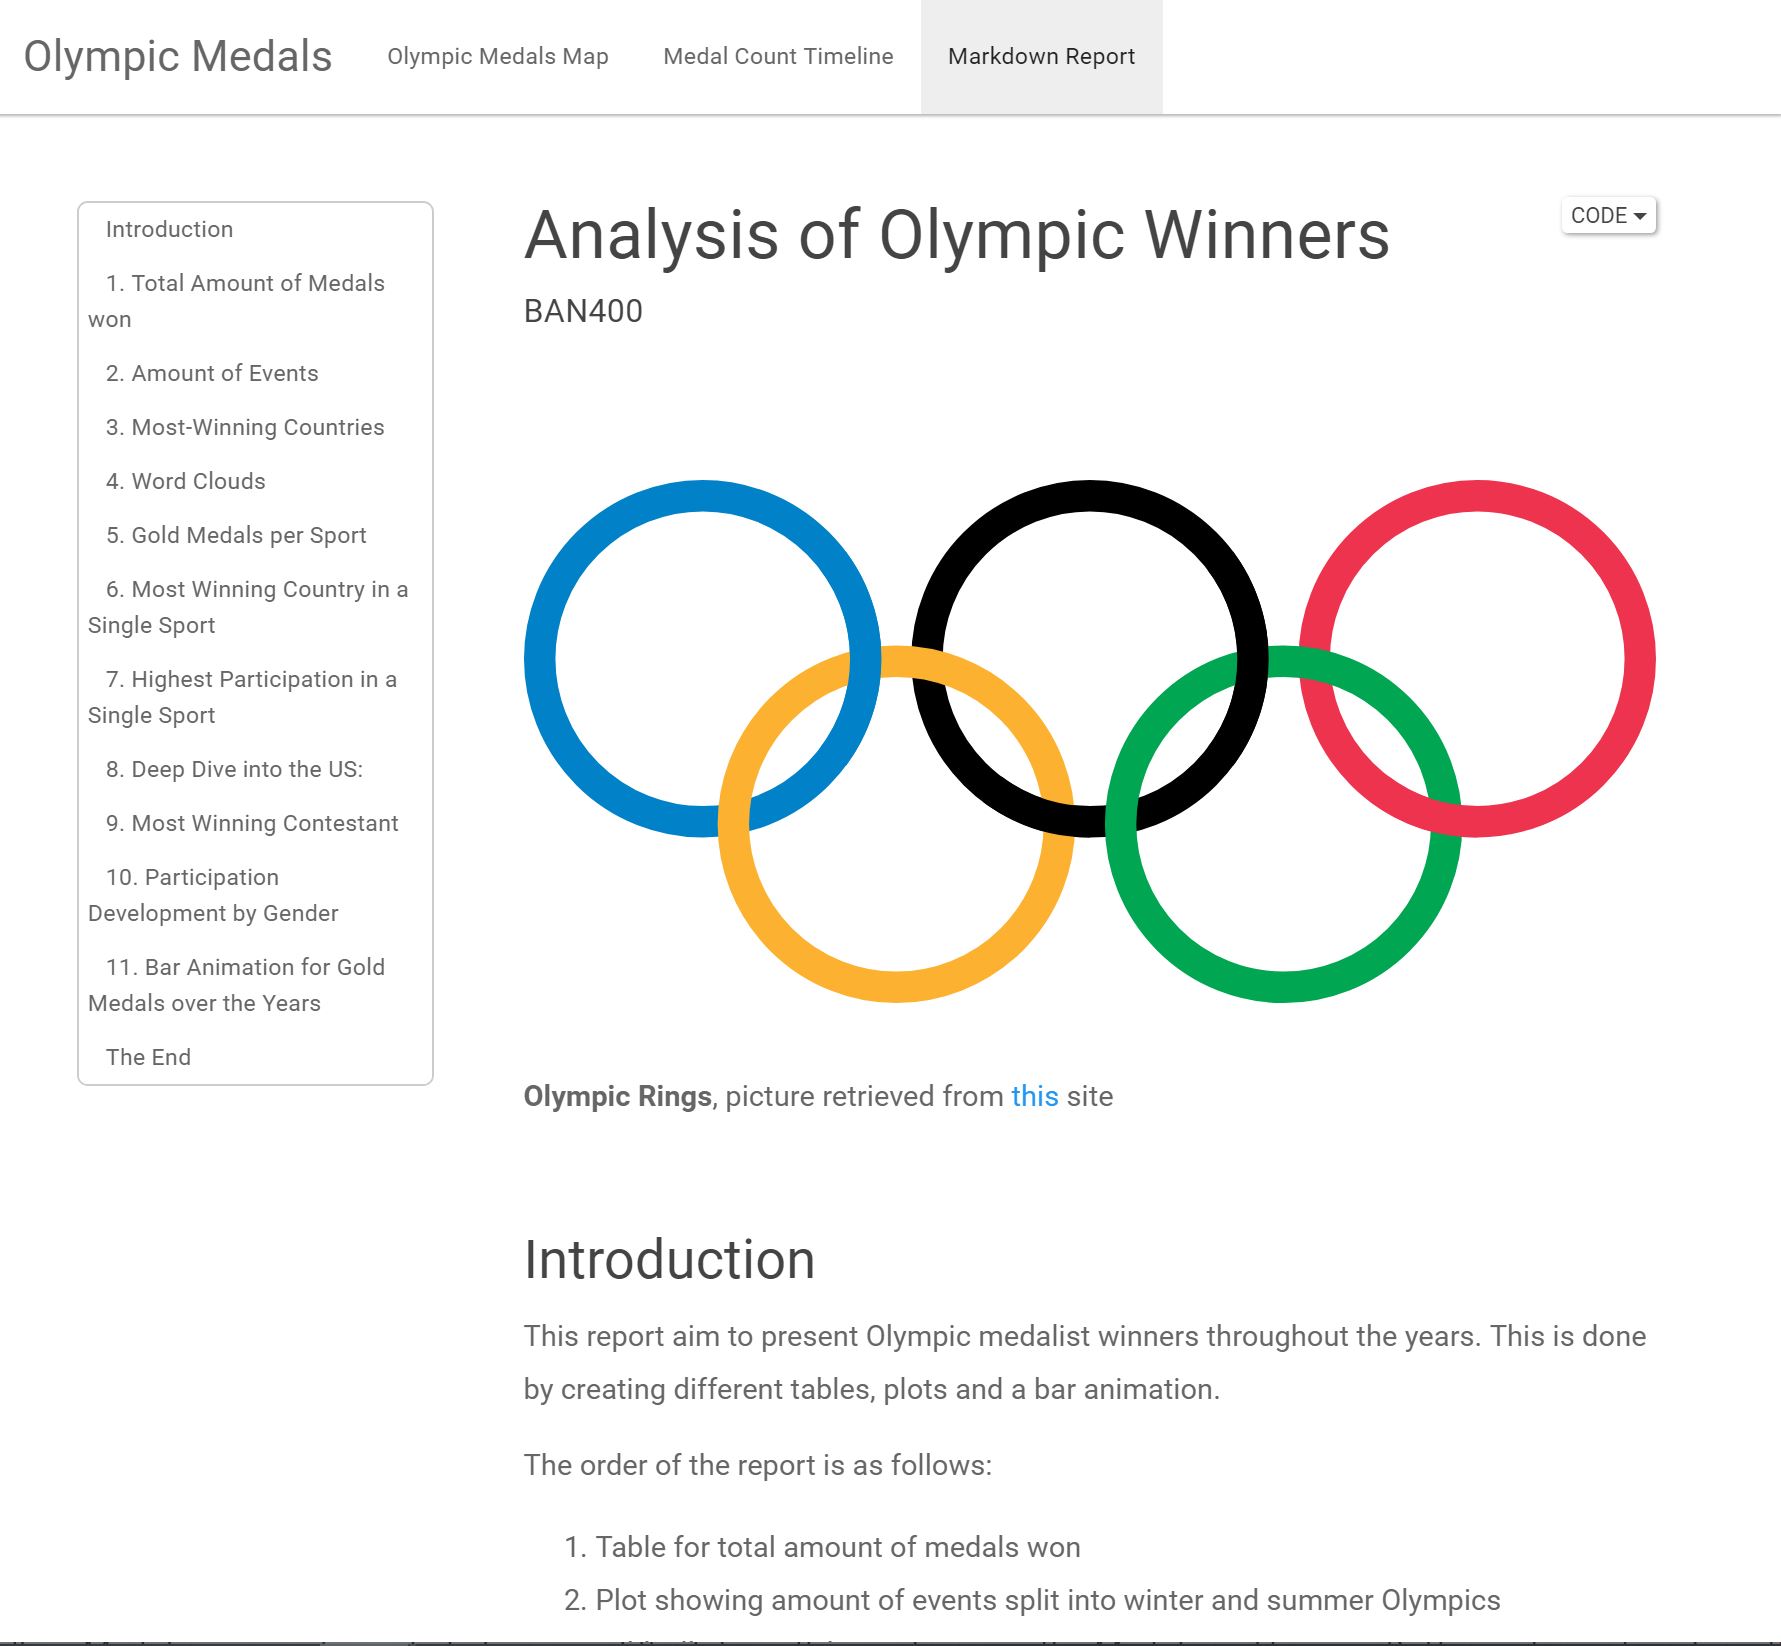 Olympic Medals
Olympic Medals Map
Medal Count Timeline
Markdown Report
Introduction
1. Total Amount of Medals
won
2. Amount of Events
3. Most-Winning Countries
4. Word Clouds
5. Gold Medals per Sport
6. Most Winning Country in a
Single Sport
7. Highest Participation in a
Single Sport
8. Deep Dive into the US:
9. Most Winning Contestant
10. Participation
Development by Gender
11. Bar Animation for Gold
Medals over the Years
The End
Analysis of Olympic Winners
CODE
BAN400
Olympic Rings, picture retrieved from this site
Introduction
This report aim to present Olympic medalist winners throughout the years. This is done
by creating different tables, plots and a bar animation.
The order of the report is as follows:
1. Table for total amount of medals won
2. Plot showing amount of events split into winter and summer Olympics